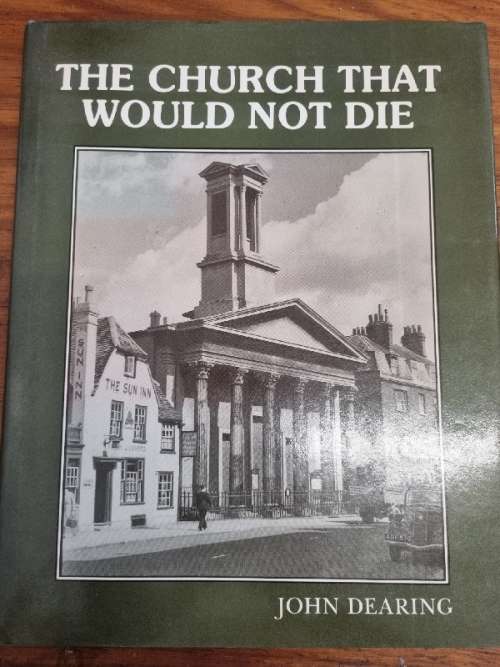 THE CHURCH THAT
WOULD NOT DIE
SUN INN
THE SUN INN
JOHN DEARING